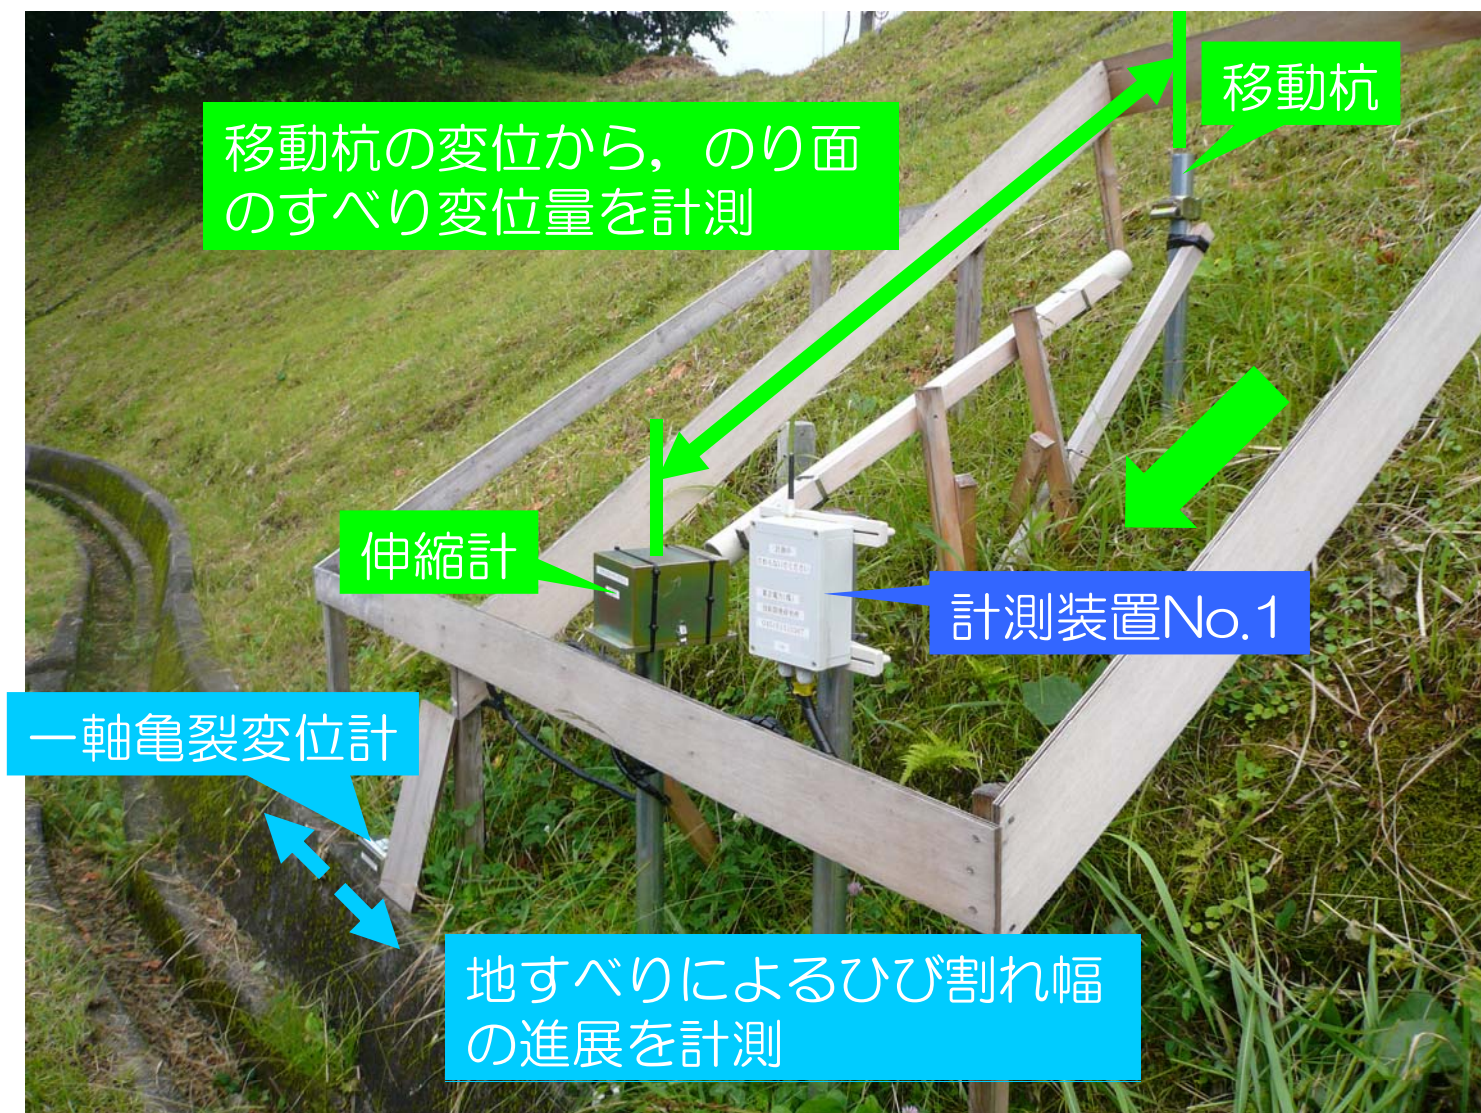 移動杭
移動杭の変位から，のり面
のすべり変位量を計測
伸縮計
計測装置No.1
一軸亀裂変位計
地すべりによるひび割れ幅
の進展を計測